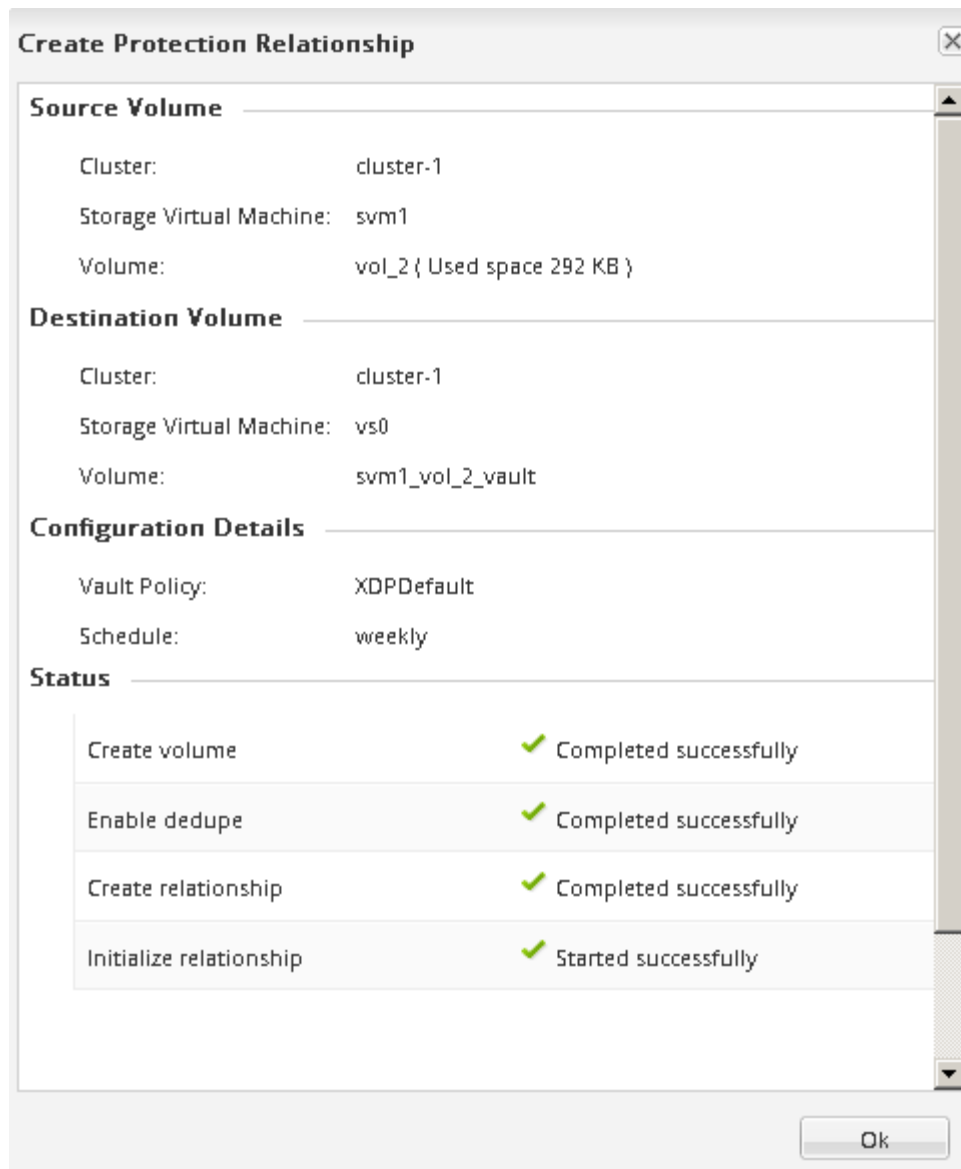 Create Protection Relationship
Source Volume
Cluster: cluster-1
Storage Virtual Machine: svm1
Volume: vol_2 ( Used space 292 KB )
Destination Volume
Cluster: cluster-1
Storage Virtual Machine: vs0
Volume: svm1_vol_2_vault
Configuration Details
Vault Policy: XDPDefault
Schedule: weekly
Status
Create volume Completed successfully
Enable dedupe Completed successfully
Create relationship Completed successfully
Initialize relationship Started successfully
Ok